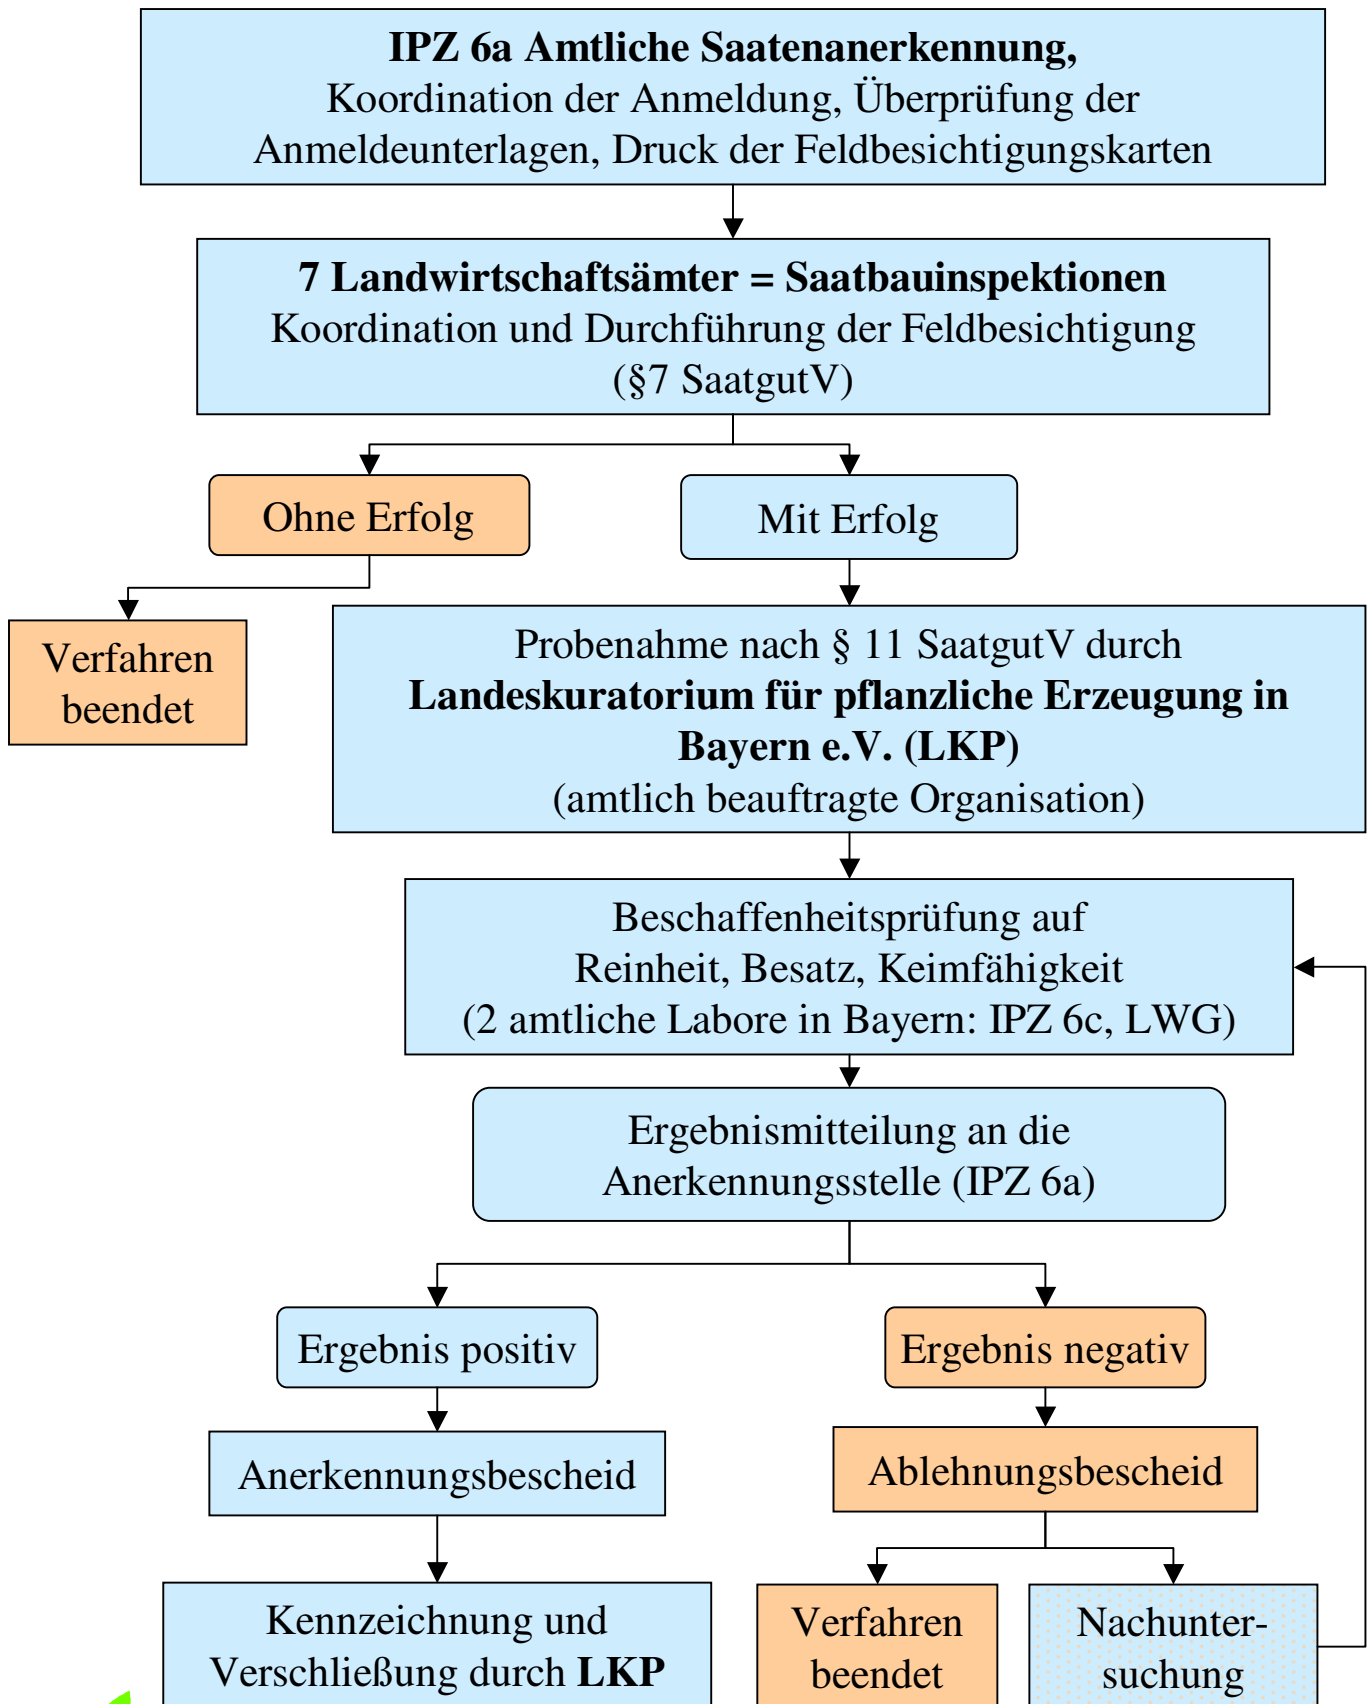 IPZ 6a Amtliche Saatenanerkennung,
Koordination der Anmeldung, Überprüfung der
Anmeldeunterlagen, Druck der Feldbesichtigungskarten
7 Landwirtschaftsämter = Saatbauinspektionen
Koordination und Durchführung der Feldbesichtigung
(§7 SaatgutV)
Ohne Erfolg
Mit Erfolg
Verfahren
beendet
Probenahme nach § 11 SaatgutV durch
Landeskuratorium für pflanzliche Erzeugung in
Bayern e.V. (LKP)
(amtlich beauftragte Organisation)
Beschaffenheitsprüfung auf
Reinheit, Besatz, Keimfähigkeit
(2 amtliche Labore in Bayern: IPZ 6c, LWG)
Ergebnismitteilung an die
Anerkennungsstelle (IPZ 6a)
Ergebnis positiv
Ergebnis negativ
Anerkennungsbescheid
Ablehnungsbescheid
Kennzeichnung und
Verschließung durch LKP
Verfahren
beendet
Nachunter-
suchung